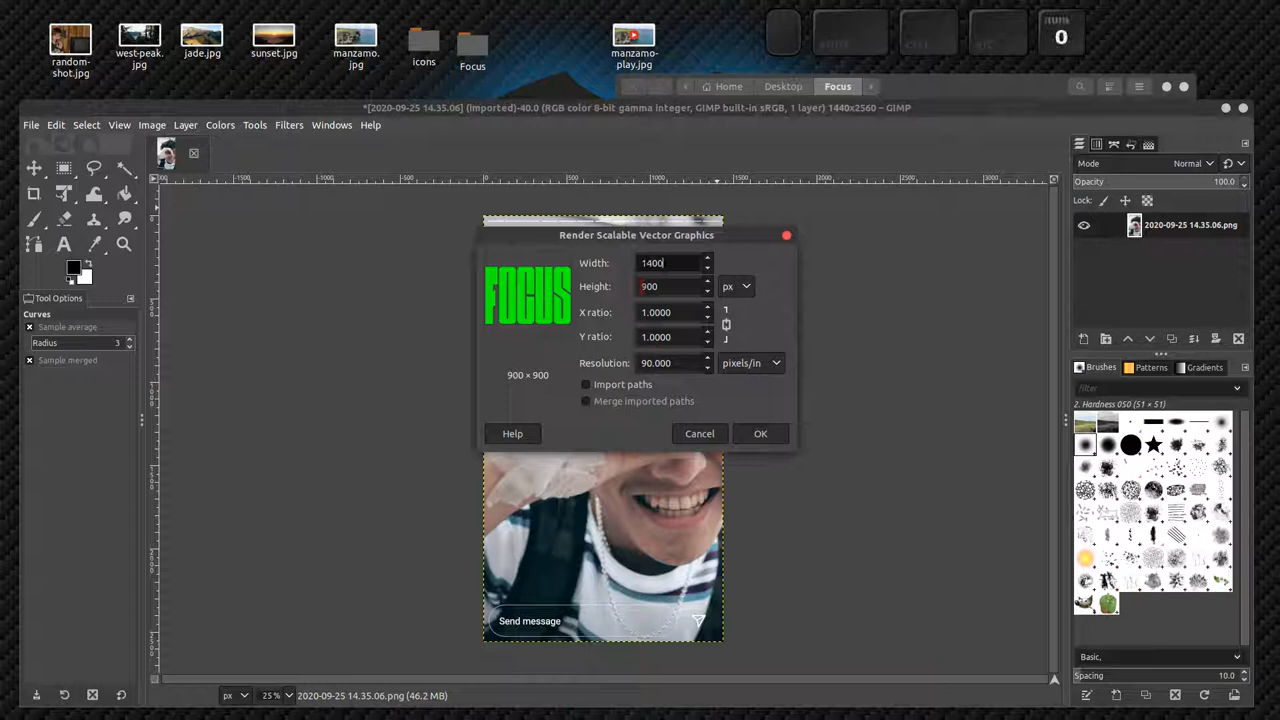 random-
shot.jpg
west-peak.
jpg
jade.jpg
sunset.jpg
manzamo.
jpg
icons
Focus
manzamo-
play.jpg
0
Home
Desktop
Focus
*[2020-09-25 14.35.06] (imported)-40.0 (RGB color 8-bit gamma integer, GIMP built-in sRGB, 1 layer) 1440x2560 – GIMP
File Edit Select View Image Layer Colors Tools Filters Windows Help
Tool Options
Curves
Sample average
Radius 3
Sample merged
Render Scalable Vector Graphics
FOCUS
900 × 900
Width: 1400
Height: 900 px
X ratio: 1.0000
Y ratio: 1.0000
Resolution: 90.000 pixels/in
Import paths
Merge imported paths
Help
Cancel
OK
Send message
Mode Normal
Opacity 100.0
Lock:
2020-09-25 14.35.06.png
Brushes
Patterns
Gradients
filter
2. Hardness 050 (51 × 51)
Basic,
Spacing 10.0
px 25% 2020-09-25 14.35.06.png (46.2 MB)